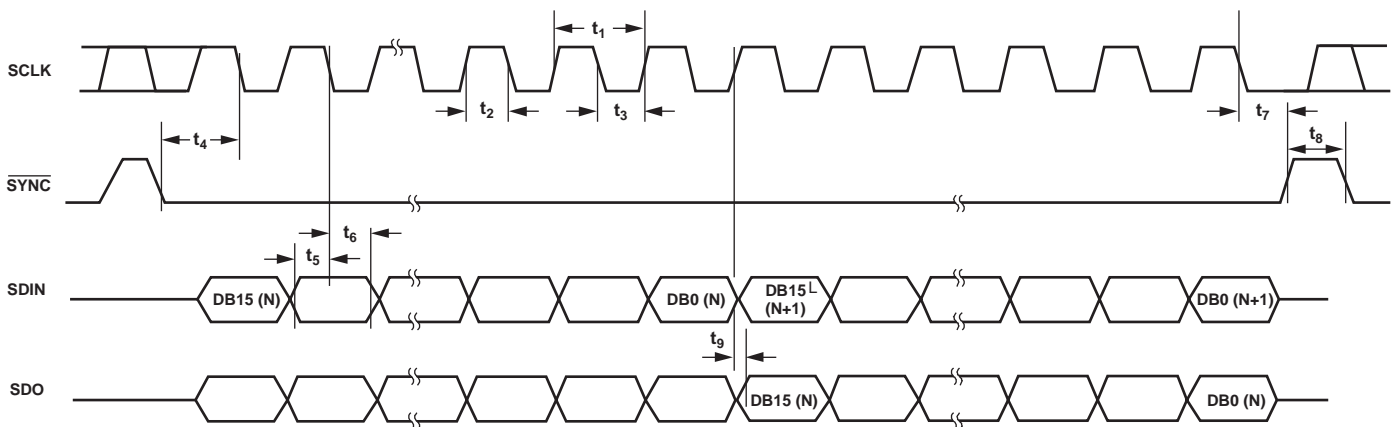 t1
SCLK
t2
t3
t7
t4
t8
SYNC
t6
t5
SDIN
DB15 (N)
DB0 (N)
DB15
(N+1)
DB0 (N+1)
t9
SDO
DB15 (N)
DB0 (N)